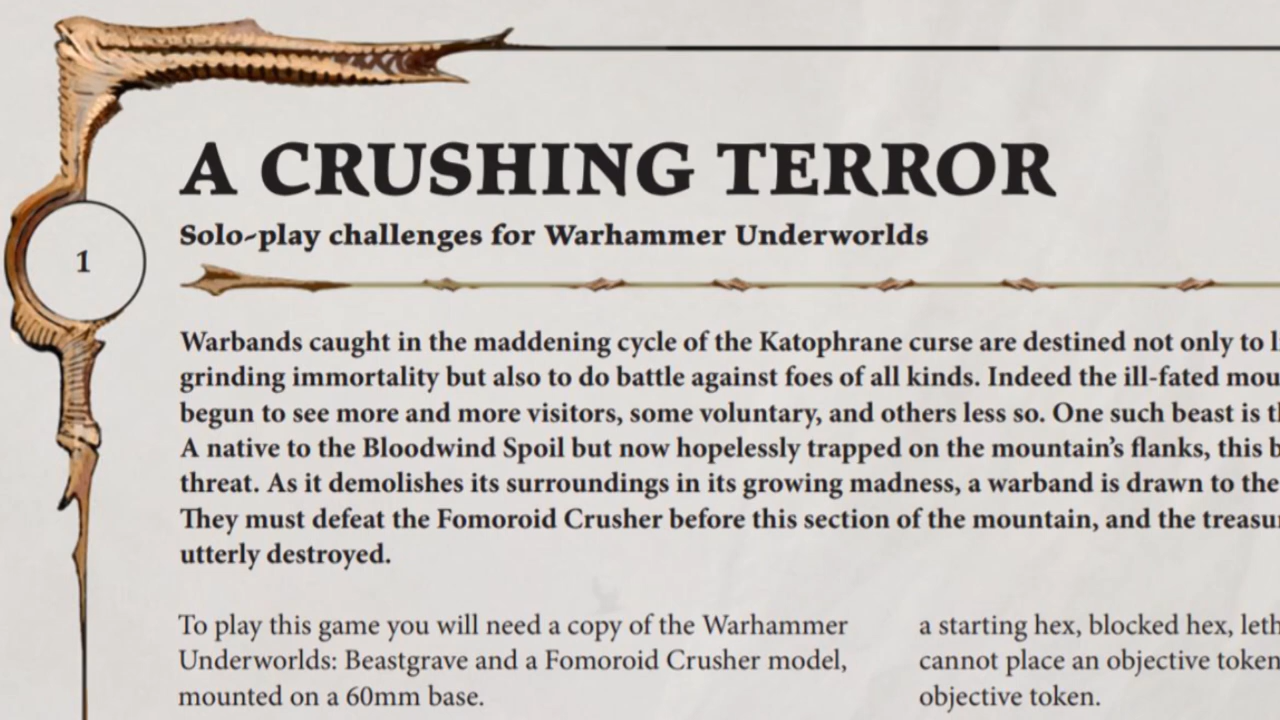 A CRUSHING TERROR
Solo-play challenges for Warhammer Underworlds
1
Warbands caught in the maddening cycle of the Katophrane curse are destined not only to
grinding immortality but also to do battle against foes of all kinds. Indeed the ill-fated
begun to see more and more visitors, some voluntary, and others less so. One such beast is
A native to the Bloodwind Spoil but now hopelessly trapped on the mountain’s flanks, this
threat. As it demolishes its surroundings in its growing madness, a warband is drawn to the
They must defeat the Fomoroid Crusher before this section of the mountain, and the
utterly destroyed.
To play this game you will need a copy of the Warhammer
Underworlds: Beastgrave and a Fomoroid Crusher model,
mounted on a 60mm base.
a starting hex, blocked hex,
cannot place an objective token
objective token.